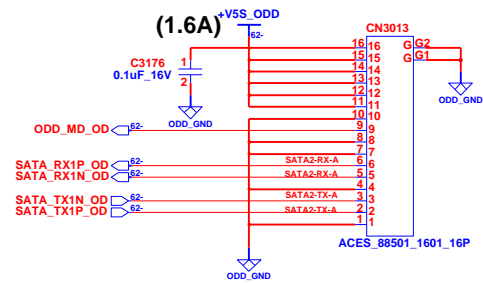 (1.6A)
+V5S_ODD
62-
CN3013
C3176
0.1uF_16V
1
2
ODD_GND
16 16
15 15
14 14
13 13
12 12
11 11
10 10
9 9
8 8
7 7
6 6
5 5
4 4
3 3
2 2
1 1
G G2
G G1
ODD_GND
ODD_MD_OD 62-
SATA_RX1P_OD 62- SATA2-RX-A
SATA_RX1N_OD 62- SATA2-RX-A
SATA_TX1N_OD 62- SATA2-TX-A
SATA_TX1P_OD 62- SATA2-TX-A
ACES_88501_1601_16P
ODD_GND